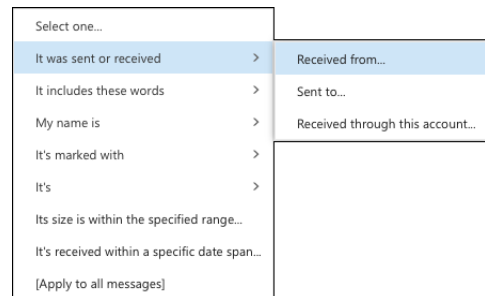 Select one...
It was sent or received
It includes these words
My name is
It's marked with
It's
Its size is within the specified range...
It's received within a specific date span...
[Apply to all messages]
Received from...
Sent to...
Received through this account...